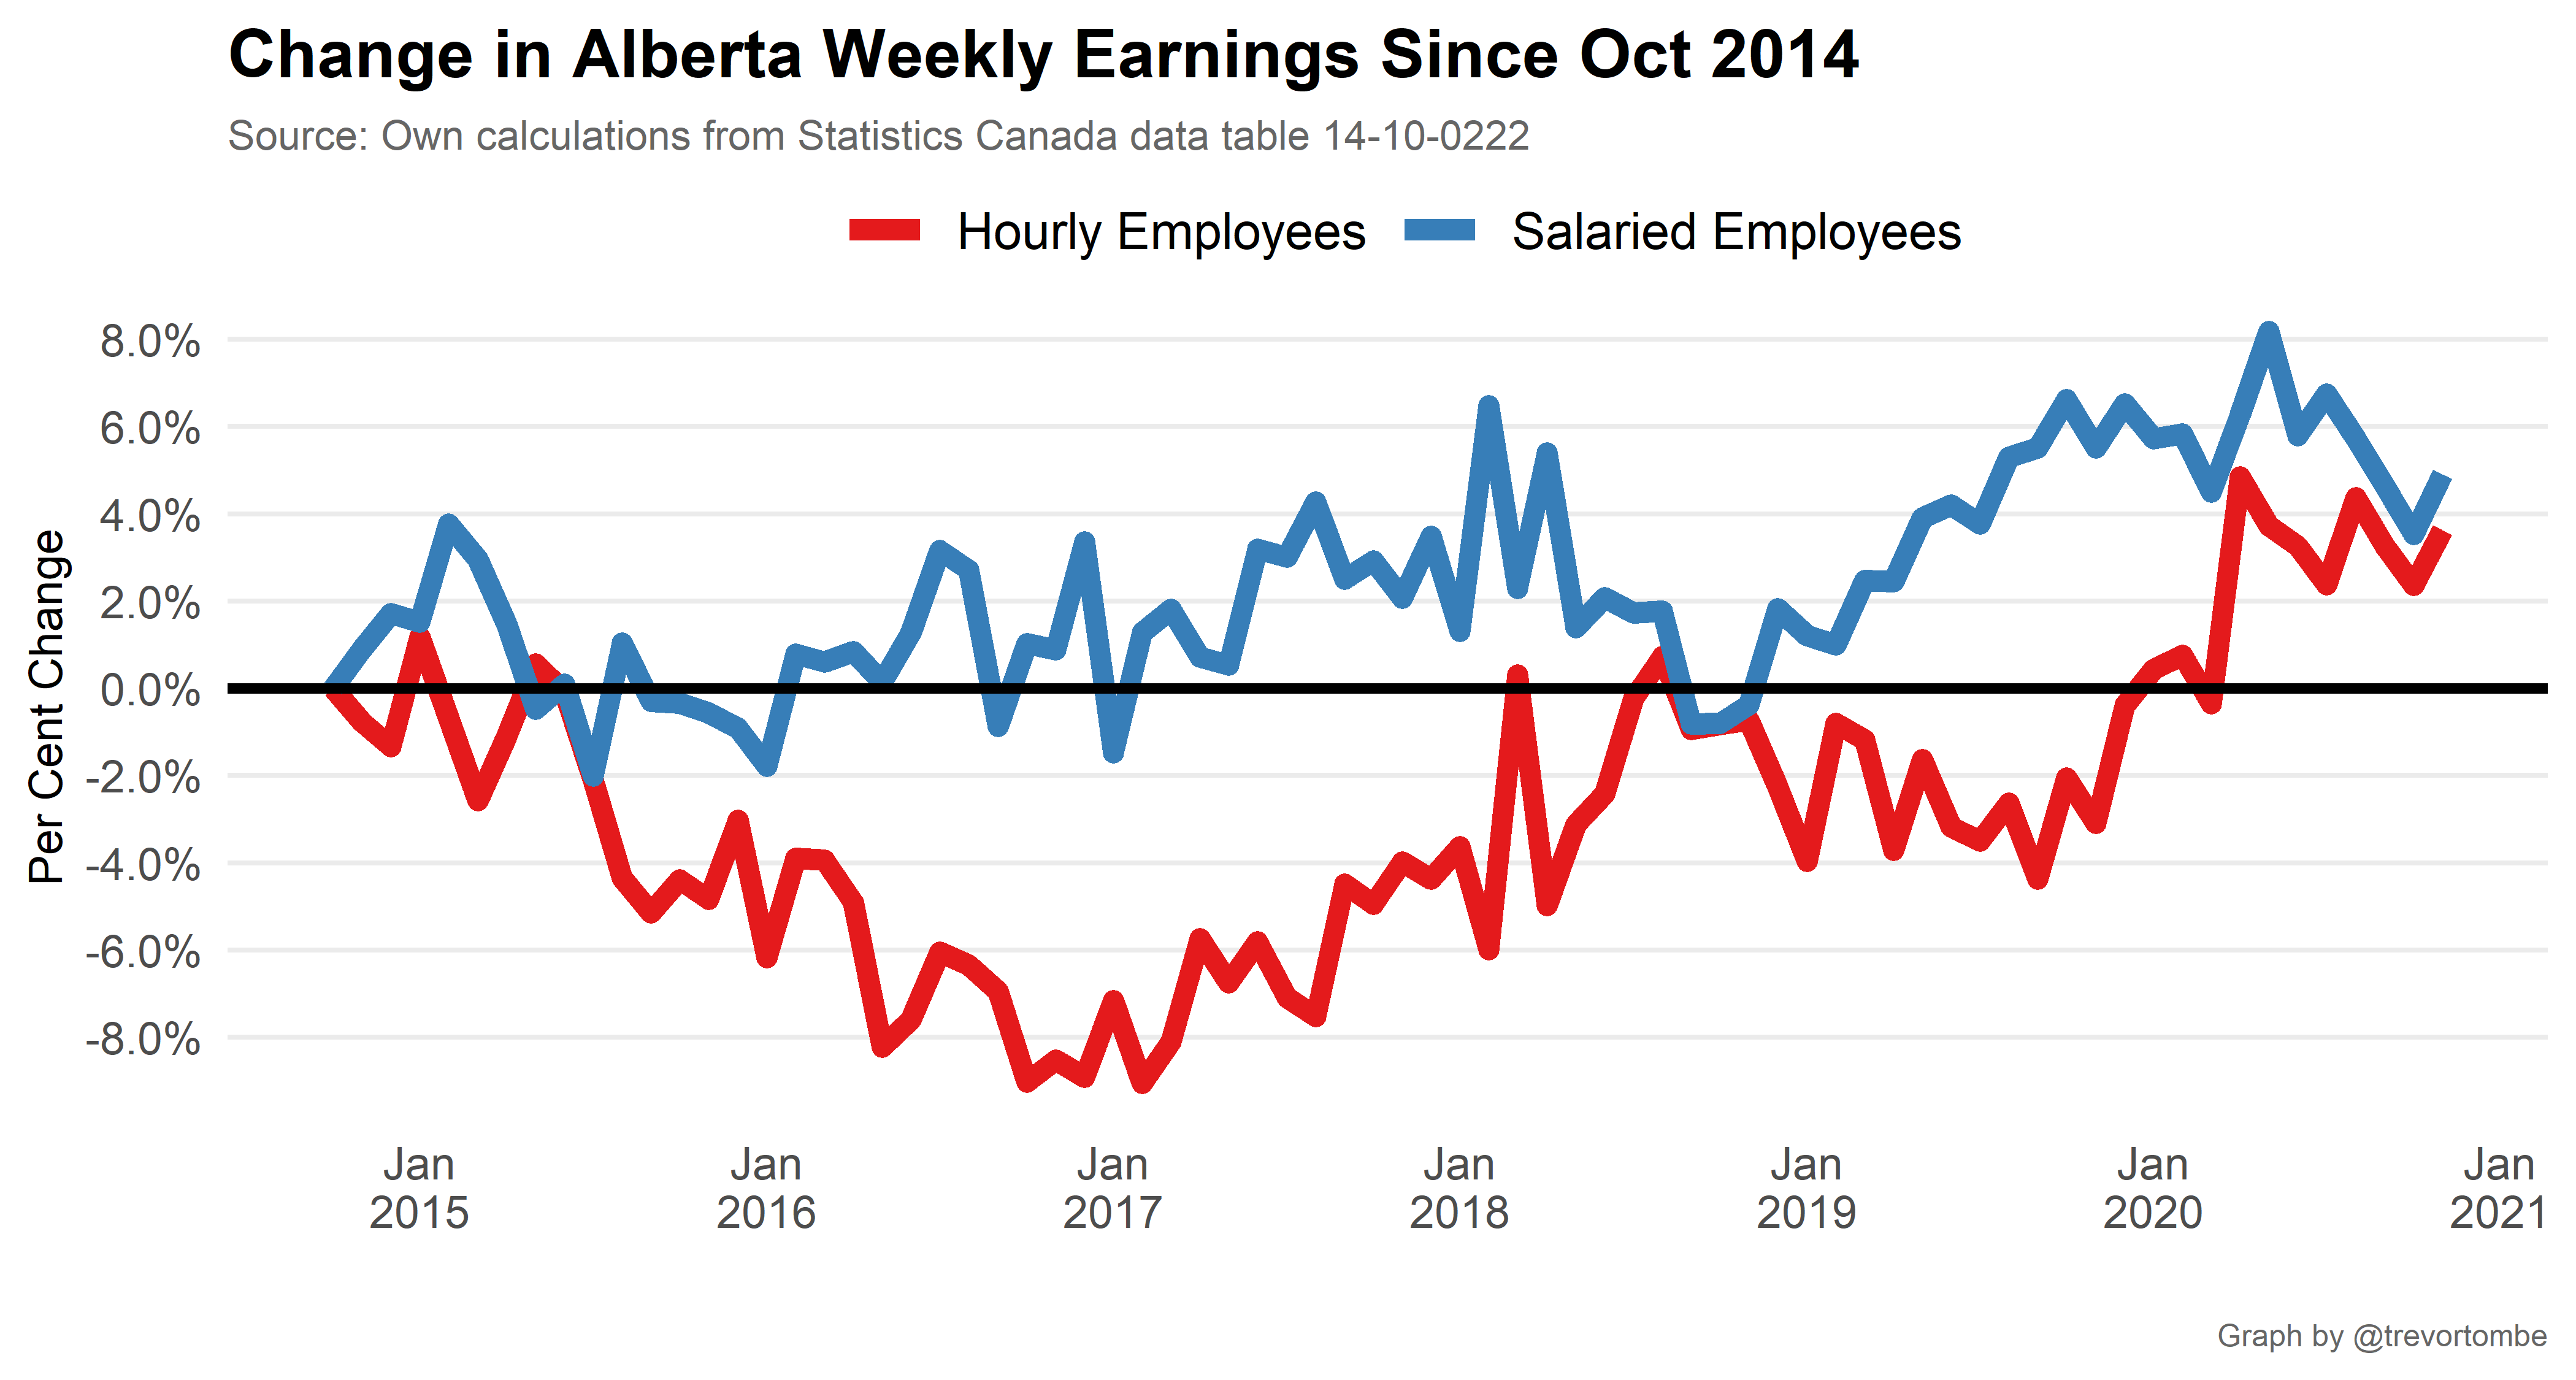 Change in Alberta Weekly Earnings Since Oct 2014
Source: Own calculations from Statistics Canada data table 14-10-0222
Hourly Employees Salaried Employees
Per Cent Change
8.0%
6.0%
4.0%
2.0%
0.0%
-2.0%
-4.0%
-6.0%
-8.0%
Jan Jan Jan Jan Jan Jan Jan
2015 2016 2017 2018 2019 2020 2021
Graph by @trevortombe